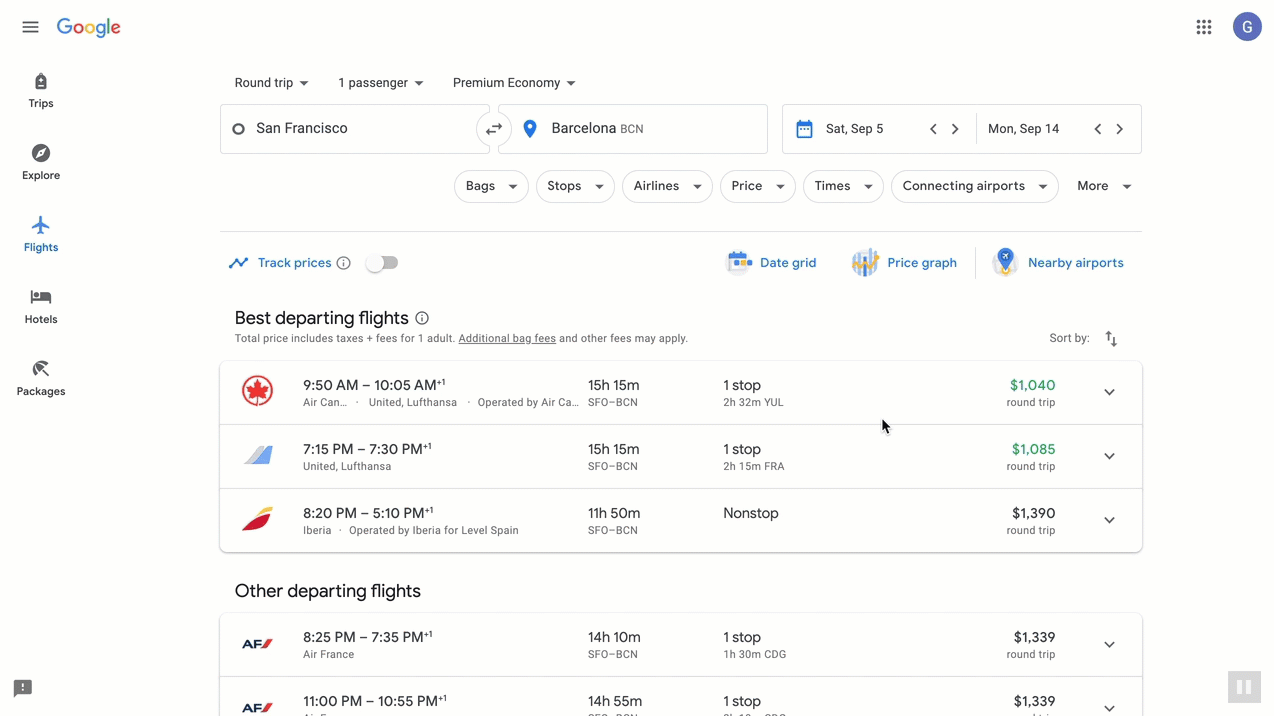 Google
G
Trips
Explore
Flights
Hotels
Packages
Round trip 1 passenger Premium Economy
San Francisco Barcelona BCN Sat, Sep 5 Mon, Sep 14
Bags Stops Airlines Price Times Connecting airports More
Track prices Date grid Price graph Nearby airports
Best departing flights
Total price includes taxes + fees for 1 adult. Additional bag fees and other fees may apply.
Sort by:
9:50 AM – 10:05 AM+1 15h 15m 1 stop $1,040
Air Can... · United, Lufthansa · Operated by Air Ca... SFO–BCN 2h 32m YUL round trip
7:15 PM – 7:30 PM+1 15h 15m 1 stop $1,085
United, Lufthansa SFO–BCN 2h 15m FRA round trip
8:20 PM – 5:10 PM+1 11h 50m Nonstop $1,390
Iberia · Operated by Iberia for Level Spain SFO–BCN round trip
Other departing flights
AF 8:25 PM – 7:35 PM+1 14h 10m 1 stop $1,339
Air France SFO–BCN 1h 30m CDG round trip
AF 11:00 PM – 10:55 PM+1 14h 55m 1 stop $1,339